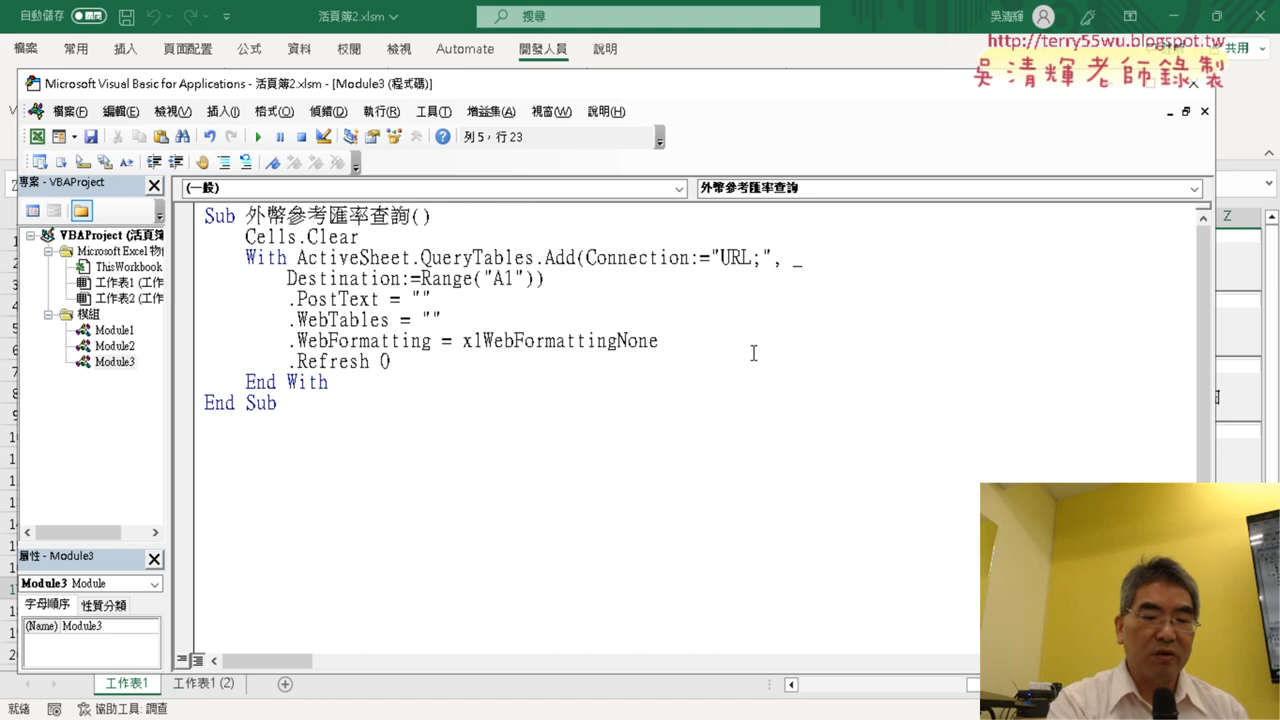 自動儲存
活頁簿2.xlsm
搜尋
吳清輝
http://terry55wu.blogspot.tw
吳清輝老師錄製
檔案 常用 插入 頁面配置 公式 資料 校閱 檢視 Automate 開發人員 說明
共用
Microsoft Visual Basic for Applications - 活頁簿2.xlsm - [Module3 (程式碼)]
檔案(F) 編輯(E) 檢視(V) 插入(I) 格式(O) 偵錯(D) 執行(R) 工具(T) 增益集(A) 視窗(W) 說明(H)
列 5，行 23
專案 - VBAProject
(一般)
外幣參考匯率查詢
VBAProject (活頁簿
Microsoft Excel 物
ThisWorkbook
工作表1 (工作
工作表2 (工作
模組
Module1
Module2
Module3
Sub 外幣參考匯率查詢()
Cells.Clear
With ActiveSheet.QueryTables.Add(Connection:="URL;", _
Destination:=Range("A1"))
.PostText = ""
.WebTables = ""
.WebFormatting = xlWebFormattingNone
.Refresh 0
End With
End Sub
屬性 - Module3
Module3 Module
字母順序 性質分類
(Name) Module3
Z
工作表1 工作表1 (2)
就緒 協助工具: 調查